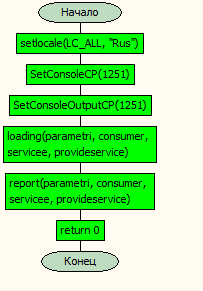 Начало
setlocale(LC_ALL, "Rus")
SetConsoleCP(1251)
SetConsoleOutputCP(1251)
loading(parametri, consumer,
servicee, provideservice)
report(parametri, consumer,
servicee, provideservice)
return 0
Конец